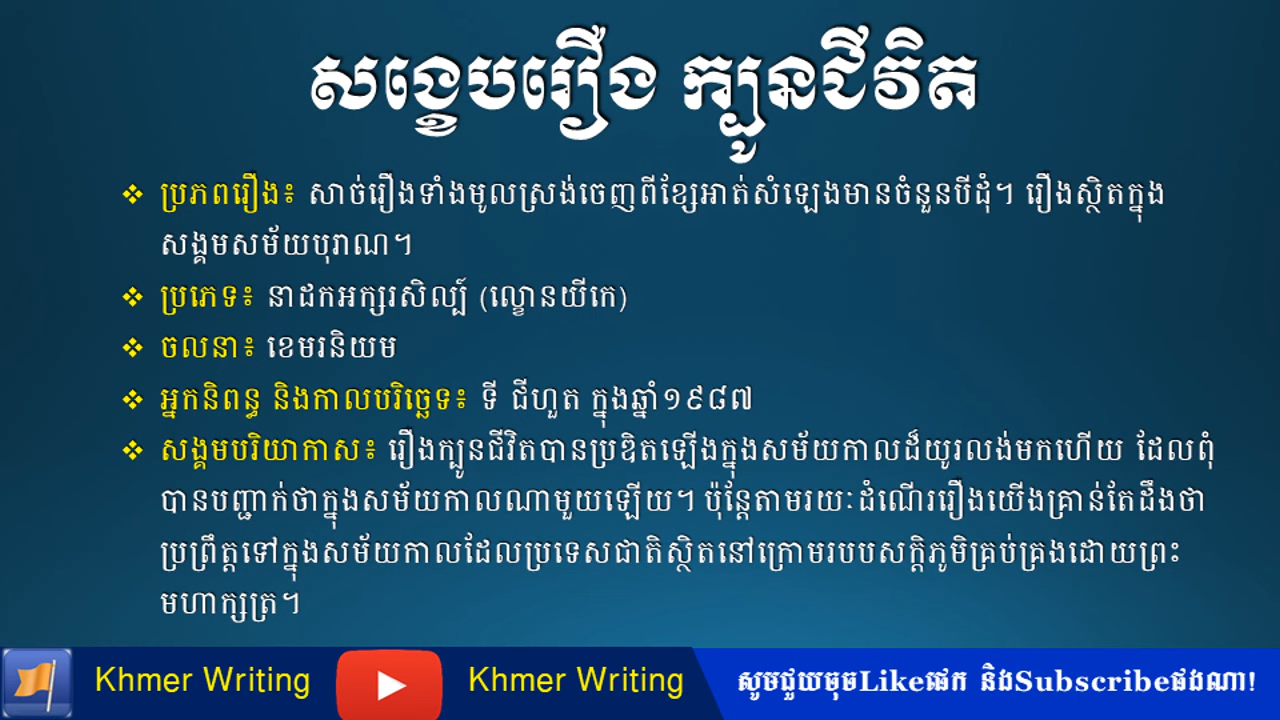 សង្ខេបរឿង ក្បួនជីវិត
❖ ប្រភពរឿង៖ សាច់រឿងទាំងមូលស្រង់ចេញពីខ្សែអាត់សំឡេងមានចំនួនបីដុំ។ រឿងស្ថិតក្នុង
សង្គមសម័យបុរាណ។
❖ ប្រភេទ៖ នាដកអក្សរសិល្ប៍ (ល្ខោនយីកេ)
❖ ចលនា៖ ខេមរនិយម
❖ អ្នកនិពន្ធ និងកាលបរិច្ឆេទ៖ ទី ជីហួត ក្នុងឆ្នាំ១៩៨៧
❖ សង្គមបរិយាកាស៖ រឿងក្បួនជីវិតបានប្រឌិតឡើងក្នុងសម័យកាលដ៏យូរលង់មកហើយ ដែលពុំ
បានបញ្ជាក់ថាក្នុងសម័យកាលណាមួយឡើយ។ ប៉ុន្តែតាមរយៈដំណើររឿងយើងគ្រាន់តែដឹងថា
ប្រព្រឹត្តទៅក្នុងសម័យកាលដែលប្រទេសជាតិស្ថិតនៅក្រោមរបបសក្តិភូមិគ្រប់គ្រងដោយព្រះ
មហាក្សត្រ។
Khmer Writing
Khmer Writing
សូមជួយចុចLikeផេក និងSubscribeផងណា!